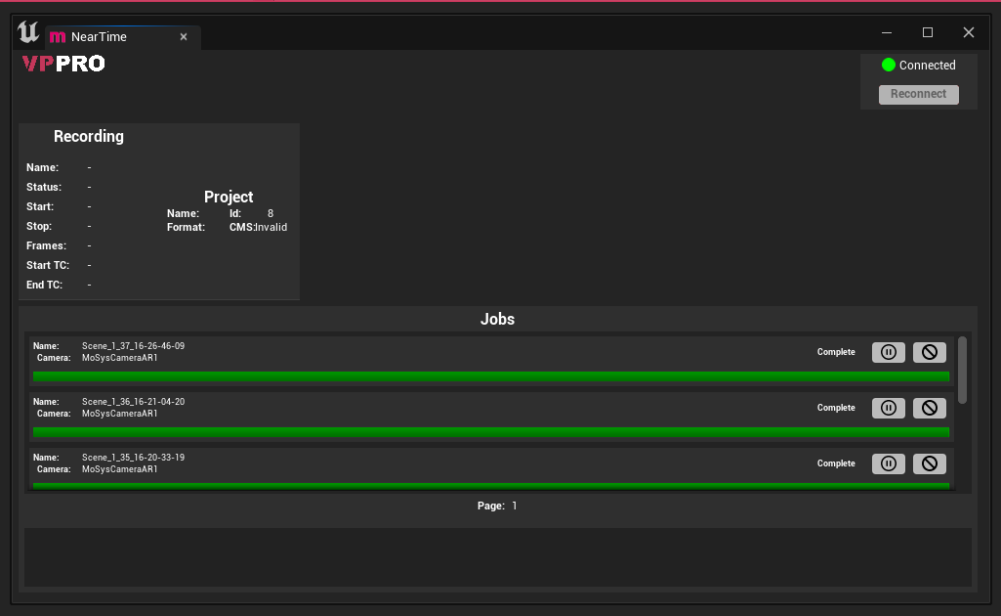 NearTime
VPPRO
Connected
Reconnect
Recording
Name: -
Status: -
Start: -
Stop: -
Frames: -
Start TC: -
End TC: -
Project
Name: Id: 8
Format: CMS:Invalid
Jobs
Name: Scene_1_37_16-26-46-09
Camera: MoSysCameraAR1
Complete
Name: Scene_1_36_16-21-04-20
Camera: MoSysCameraAR1
Complete
Name: Scene_1_35_16-20-33-19
Camera: MoSysCameraAR1
Complete
Page: 1